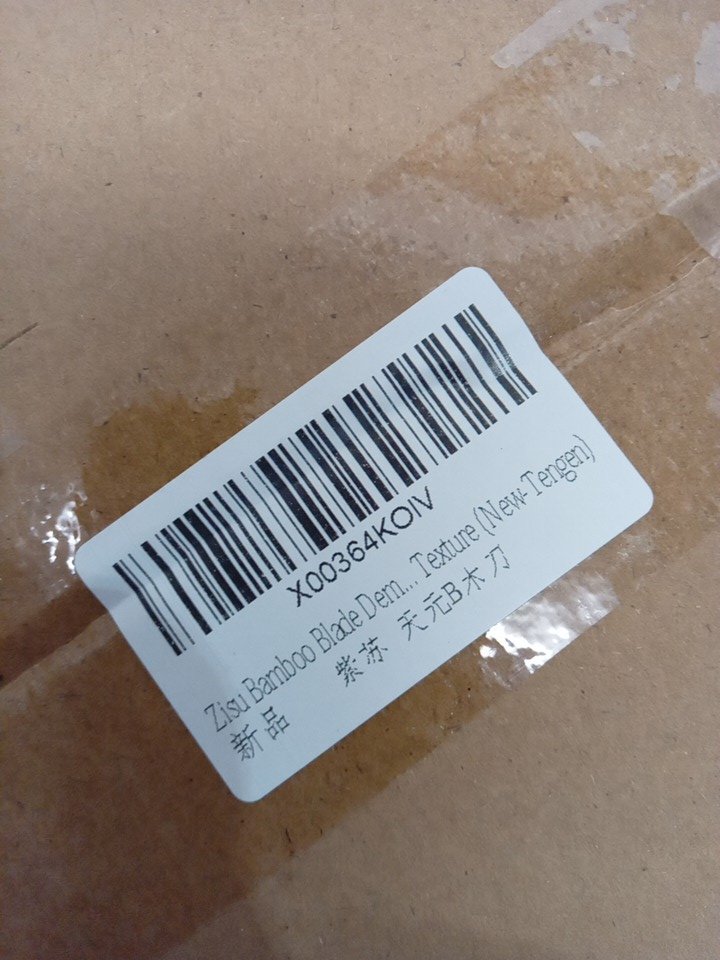 X00364KOIV
Zisu Bamboo Blade Dem... Texture (New-Tengen)
新品 紫苏 天元B木刀